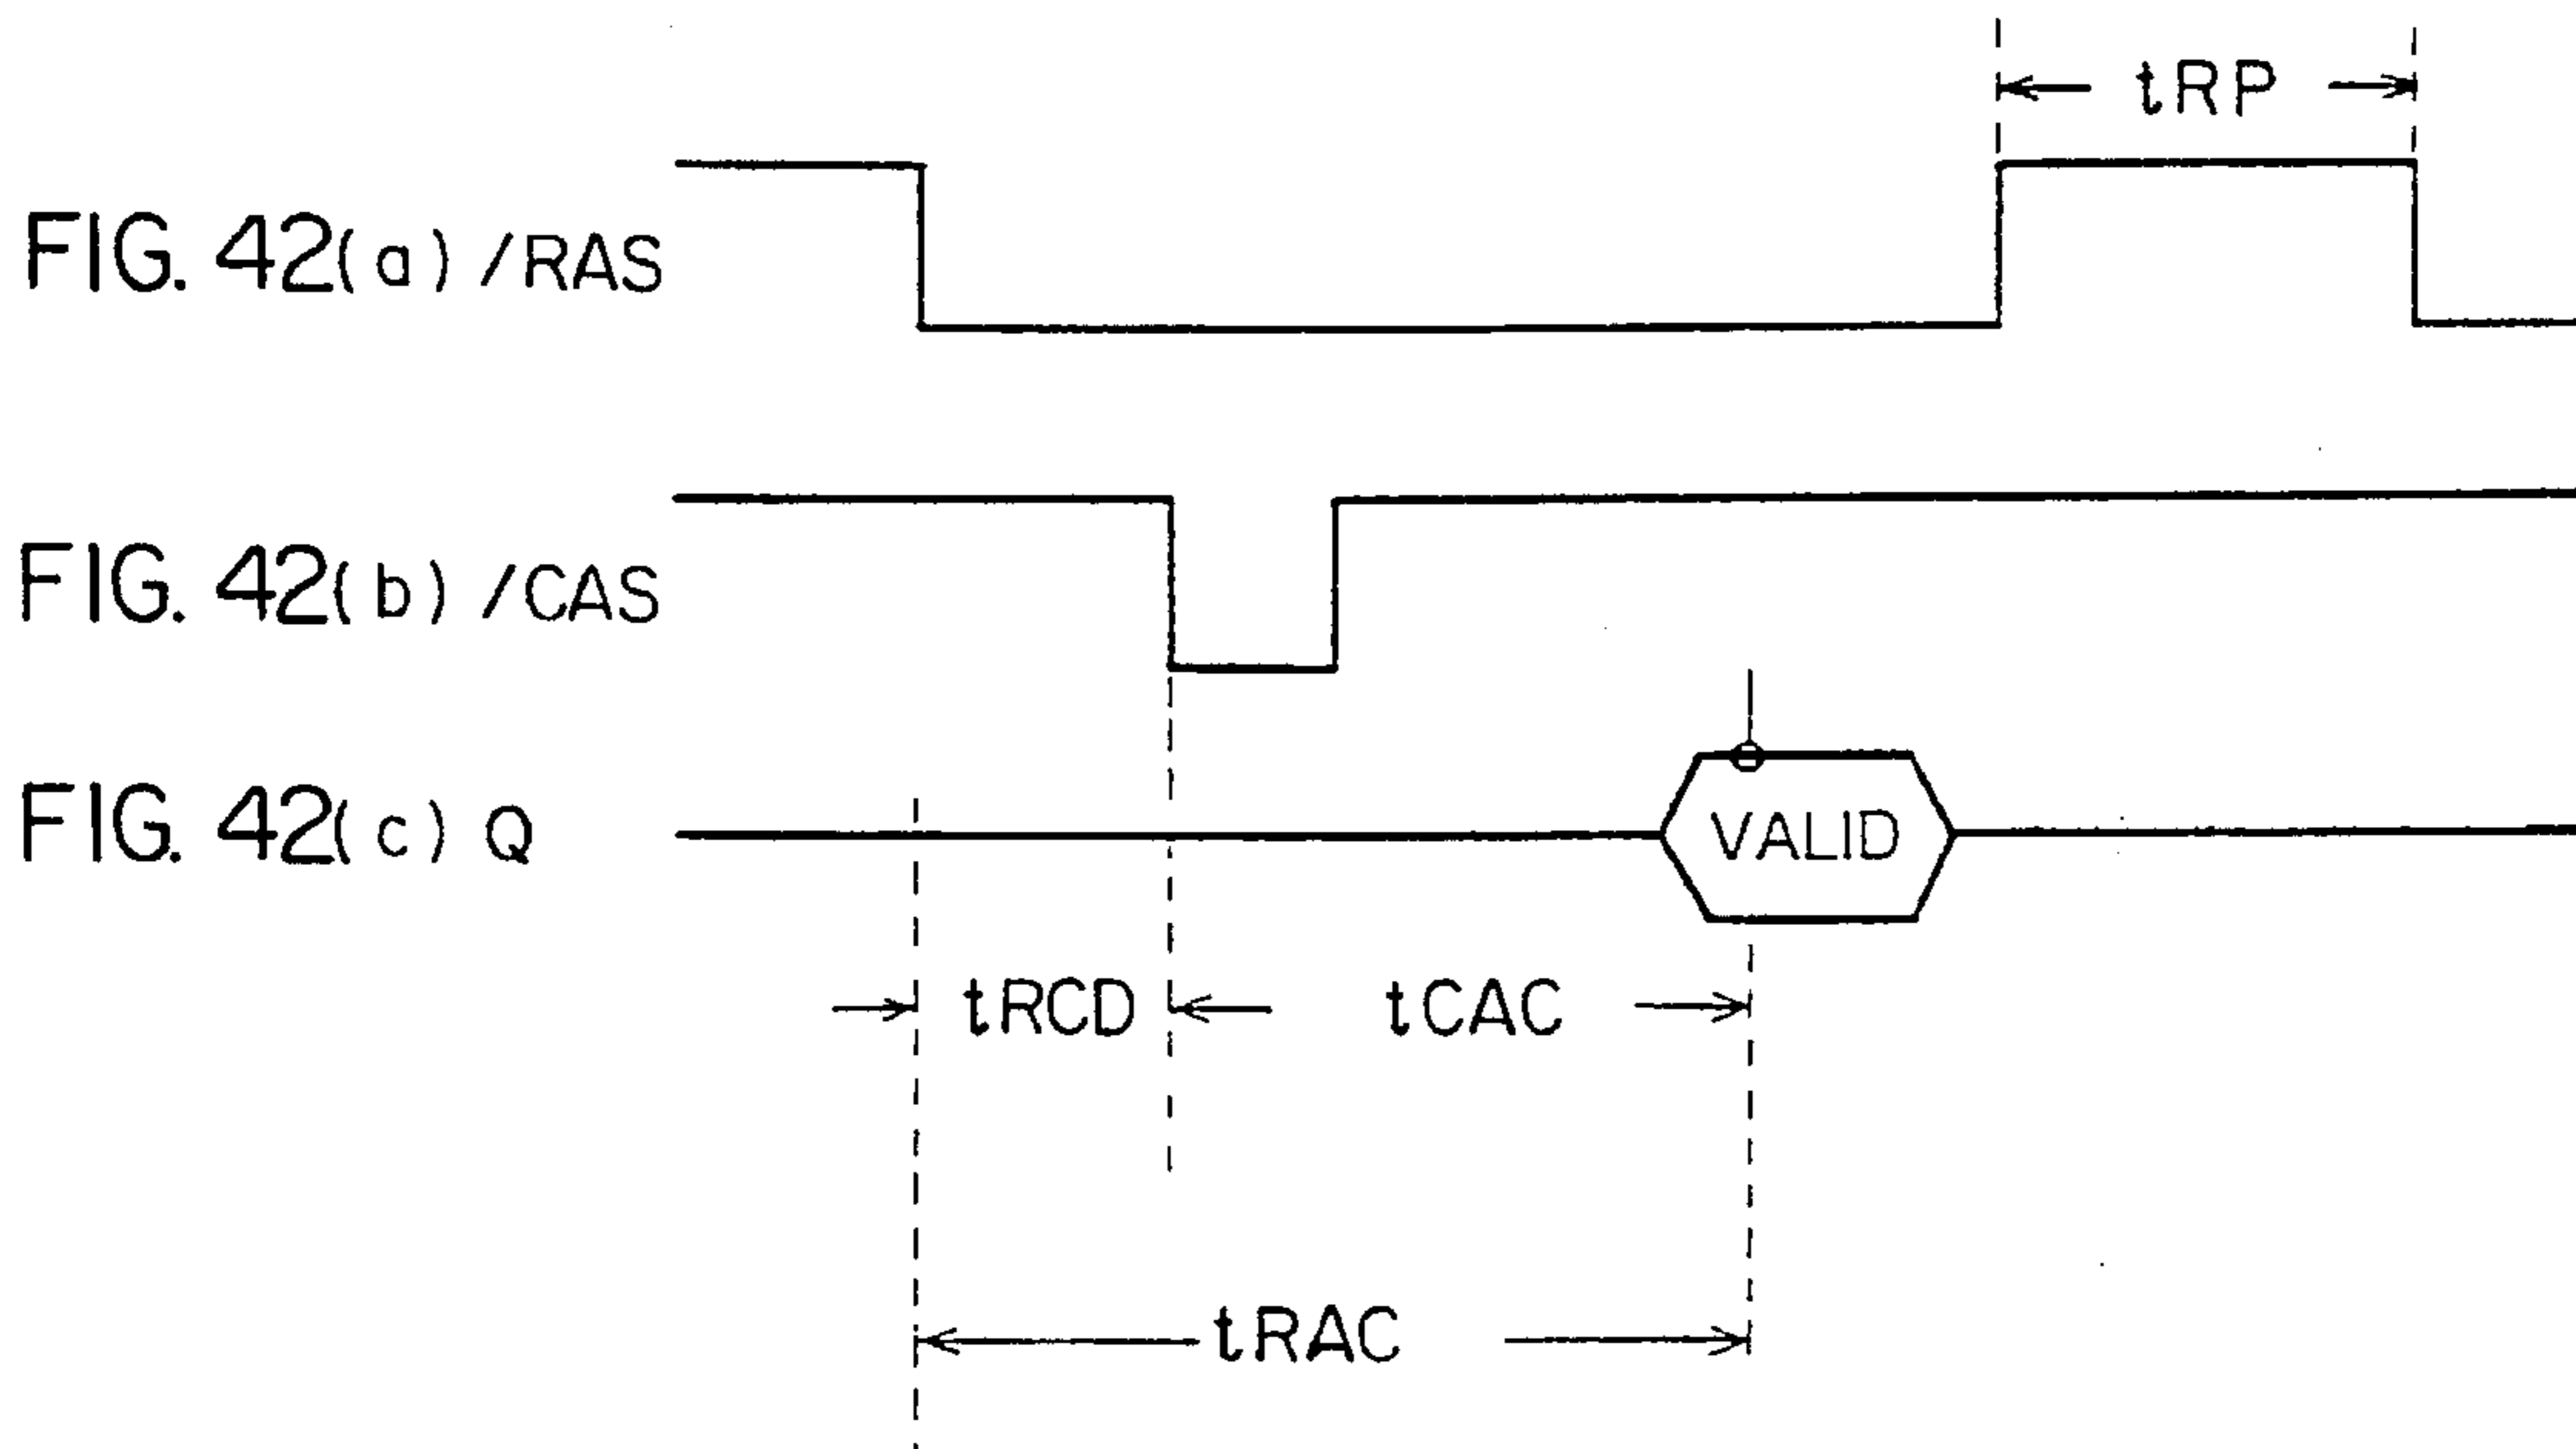 tRP
FIG. 42(a) /RAS
FIG. 42(b) /CAS
FIG. 42(c) Q
VALID
tRCD
tCAC
tRAC